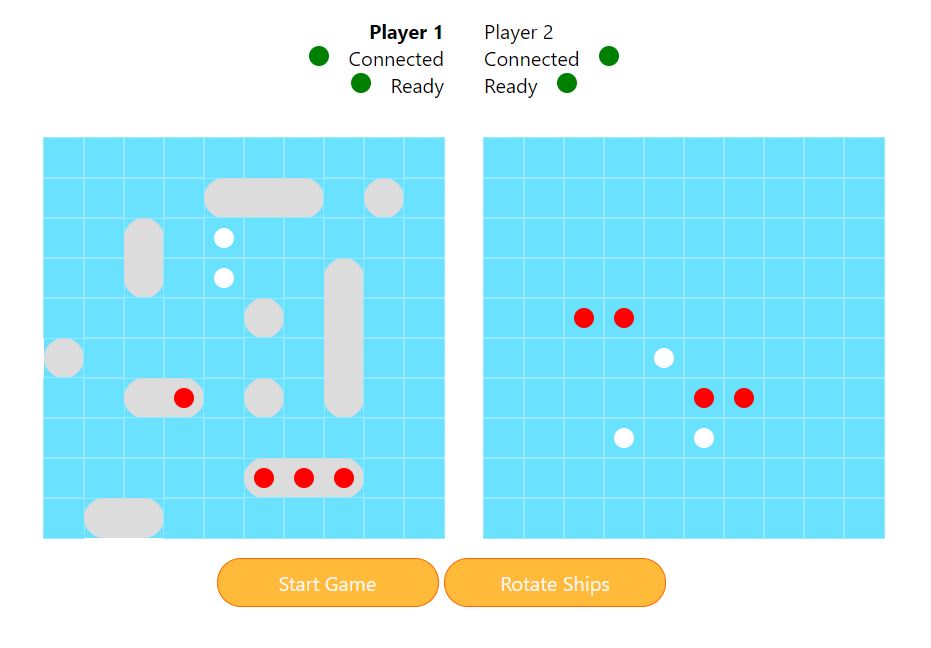 Player 1
Connected
Ready
Player 2
Connected
Ready
Start Game
Rotate Ships